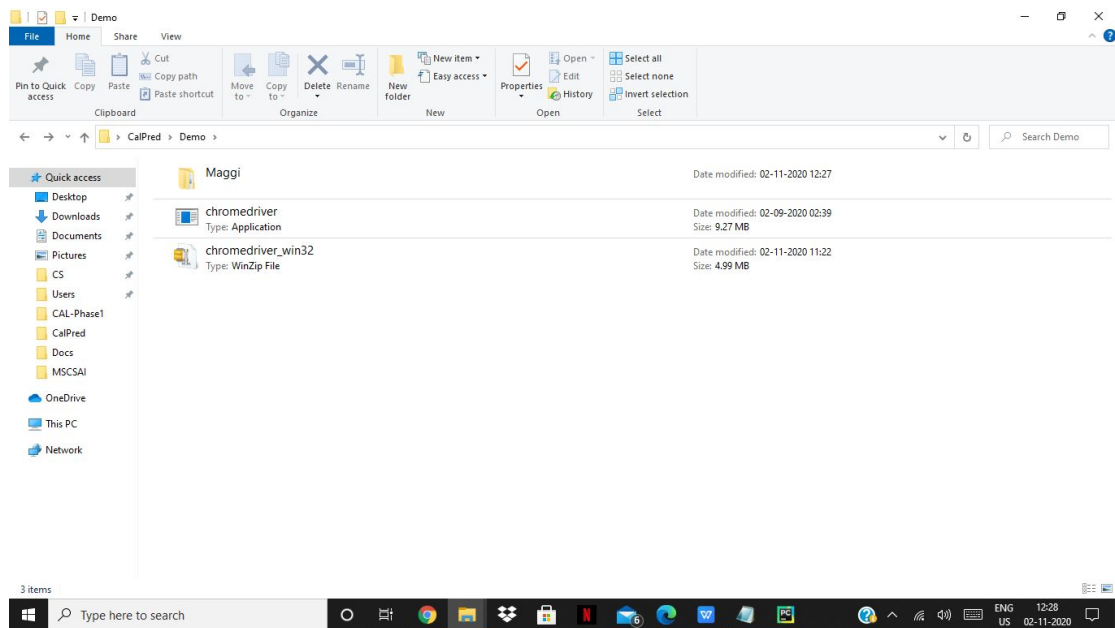 Demo
File Home Share View
Pin to Quick access
Copy
Paste
Cut
Copy path
Paste shortcut
Clipboard
Move to
Copy to
Delete
Rename
Organize
New folder
New item
Easy access
New
Properties
Open
Edit
History
Open
Select all
Select none
Invert selection
Select
CalPred Demo
Search Demo
Quick access
Desktop
Downloads
Documents
Pictures
CS
Users
CAL-Phase1
CalPred
Docs
MSCSAI
OneDrive
This PC
Network
Maggi
Date modified: 02-11-2020 12:27
chromedriver
Type: Application
Date modified: 02-09-2020 02:39
Size: 9.27 MB
chromedriver_win32
Type: WinZip File
Date modified: 02-11-2020 11:22
Size: 4.99 MB
3 items
Type here to search
N
6
W
PC
ENG
US
12:28
02-11-2020